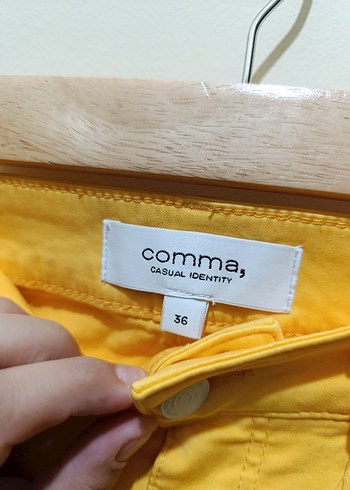 comma,
CASUAL IDENTITY
36